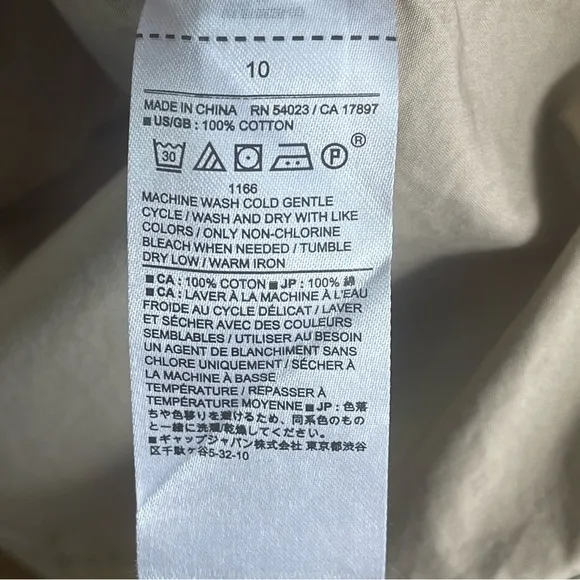 10
MADE IN CHINA RN 54023 / CA 17897
■ US/GB : 100% COTTON
30 P ®
1166
MACHINE WASH COLD GENTLE
CYCLE / WASH AND DRY WITH LIKE
COLORS / ONLY NON-CHLORINE
BLEACH WHEN NEEDED / TUMBLE
DRY LOW / WARM IRON
■ CA : 100% COTON ■ JP : 100% 綿
■ CA : LAVER À LA MACHINE À L'EAU
FROIDE AU CYCLE DÉLICAT / LAVER
ET SÉCHER AVEC DES COULEURS
SEMBLABLES / UTILISER AU BESOIN
UN AGENT DE BLANCHIMENT SANS
CHLORE UNIQUEMENT / SÉCHER À
LA MACHINE À BASSE
TEMPÉRATURE / REPASSER À
TEMPÉRATURE MOYENNE ■ JP : 色落
ちや色移りを避けるため、同系色のもの
と一緒に洗濯/乾燥してください。
■ ギャップジャパン株式会社 東京都渋谷
区千駄ヶ谷5-32-10